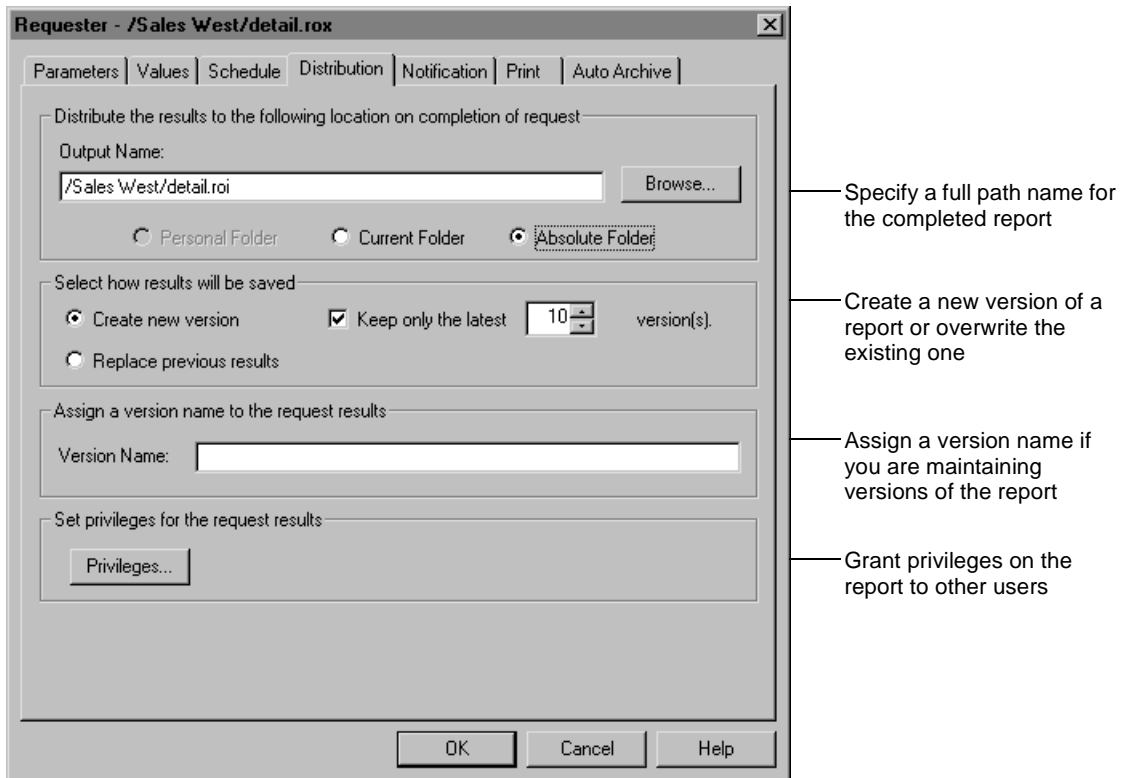 Requester - /Sales West/detail.rox
Parameters Values Schedule Distribution Notification Print Auto Archive
Distribute the results to the following location on completion of request
Output Name:
/Sales West/detail.roi Browse...
Personal Folder Current Folder Absolute Folder
Specify a full path name for
the completed report
Select how results will be saved
Create new version Keep only the latest 10 version(s).
Replace previous results
Create a new version of a
report or overwrite the
existing one
Assign a version name to the request results
Version Name:
Assign a version name if
you are maintaining
versions of the report
Set privileges for the request results
Privileges...
Grant privileges on the
report to other users
OK Cancel Help